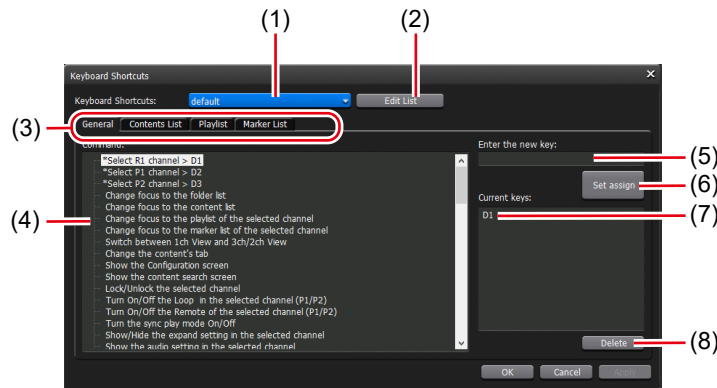 (1)
(2)
Keyboard Shortcuts
Keyboard Shortcuts: default Edit List
(3)
General Contents List Playlist Marker List
Command:
Enter the new key:
(5)
*Select R1 channel > D1
*Select P1 channel > D2
*Select P2 channel > D3
Change focus to the folder list
Change focus to the content list
Change focus to the playlist of the selected channel
Change focus to the marker list of the selected channel
Switch between 1ch View and 3ch/2ch View
Change the content's tab
Show the Configuration screen
Show the content search screen
Lock/Unlock the selected channel
Turn On/Off the Loop in the selected channel (P1/P2)
Turn On/Off the Remote of the selected channel (P1/P2)
Turn the sync play mode On/Off
Show/Hide the expand setting in the selected channel
Show the audio setting in the selected channel
(4)
Set assign
(6)
Current keys:
D1
(7)
Delete
(8)
OK Cancel Apply